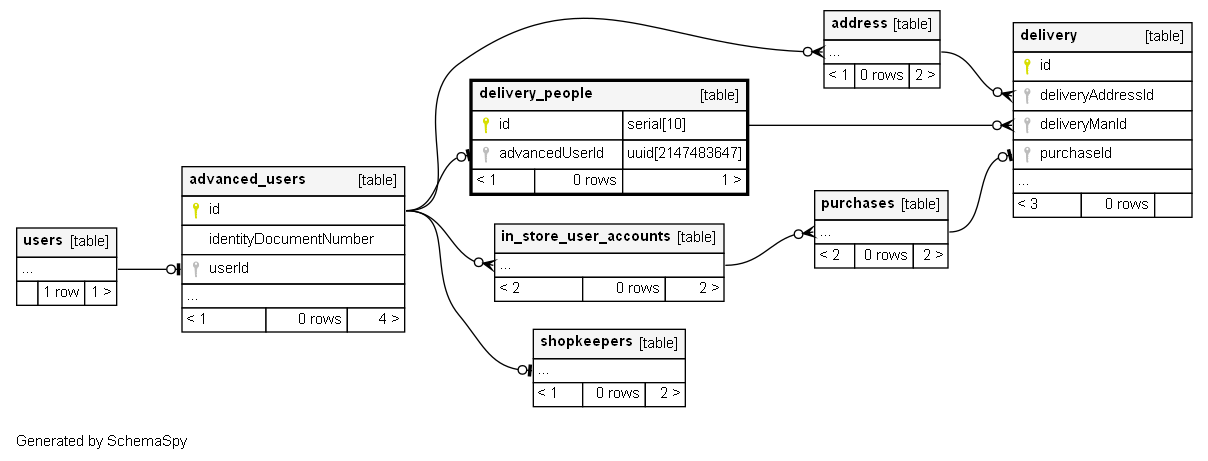 users [table]
...
1 row 1 >
advanced_users [table]
id
identityDocumentNumber
userId
...
< 1 0 rows 4 >
delivery_people [table]
id serial[10]
advancedUserId uuid[2147483647]
< 1 0 rows 1 >
in_store_user_accounts [table]
...
< 2 0 rows 2 >
shopkeepers [table]
...
< 1 0 rows 2 >
address [table]
...
< 1 0 rows 2 >
purchases [table]
...
< 2 0 rows 2 >
delivery [table]
id
deliveryAddressId
deliveryManId
purchaseId
...
< 3 0 rows
Generated by SchemaSpy